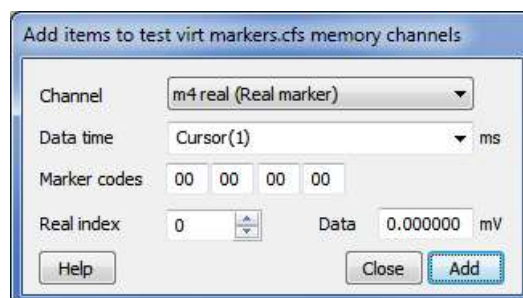 Add items to test virt markers.cfs memory channels
Channel m4 real (Real marker)
Data time Cursor(1) ms
Marker codes 00 00 00 00
Real index 0 Data 0.000000 mV
Help Close Add